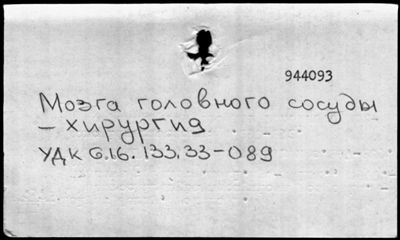 944093
Мозга головного сосуды
– хирургия
УДК 616.133.33–089